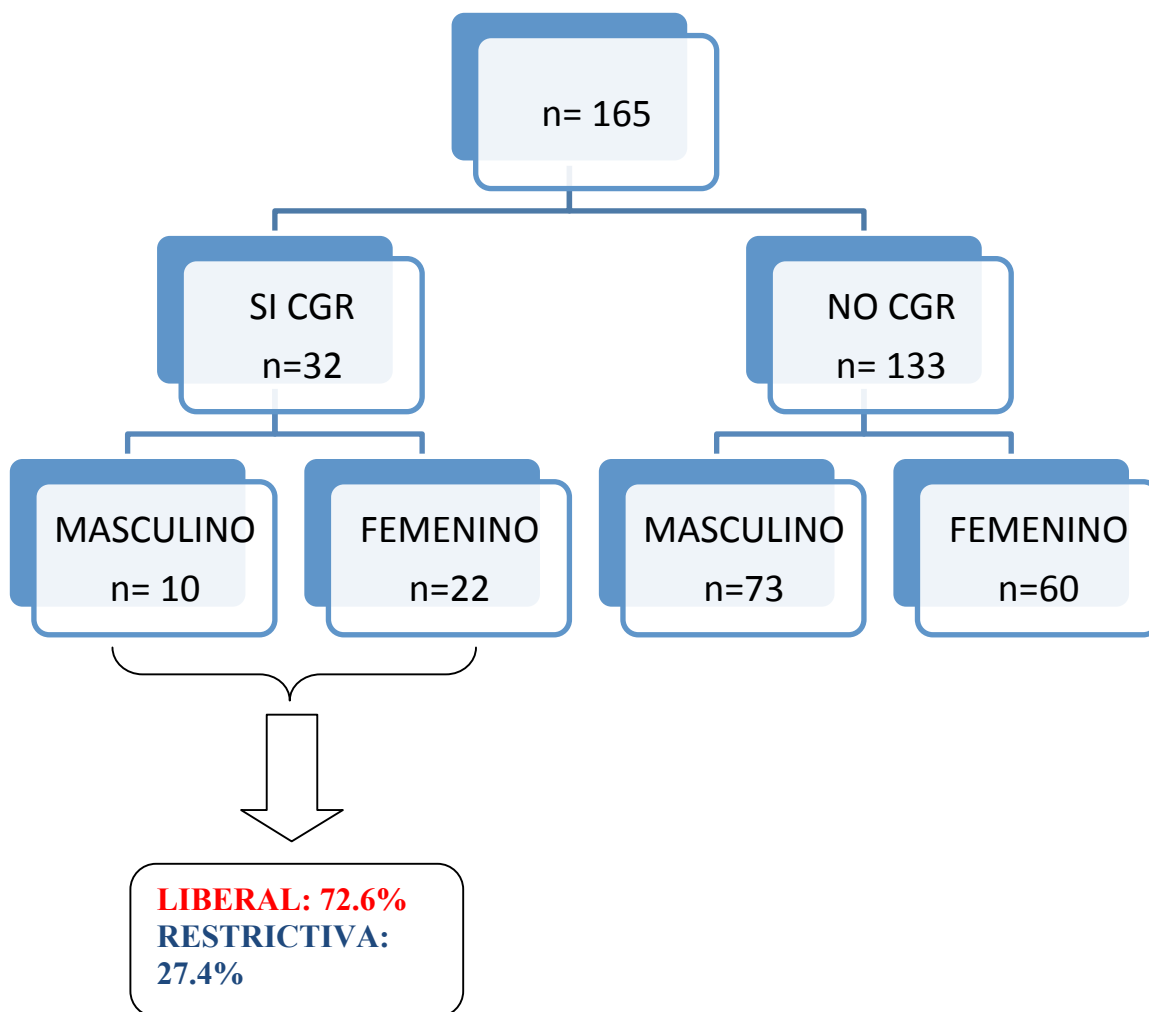 n= 165
SI CGR
n=32
NO CGR
n= 133
MASCULINO
n= 10
FEMENINO
n=22
MASCULINO
n=73
FEMENINO
n=60
LIBERAL: 72.6%
RESTRICTIVA:
27.4%